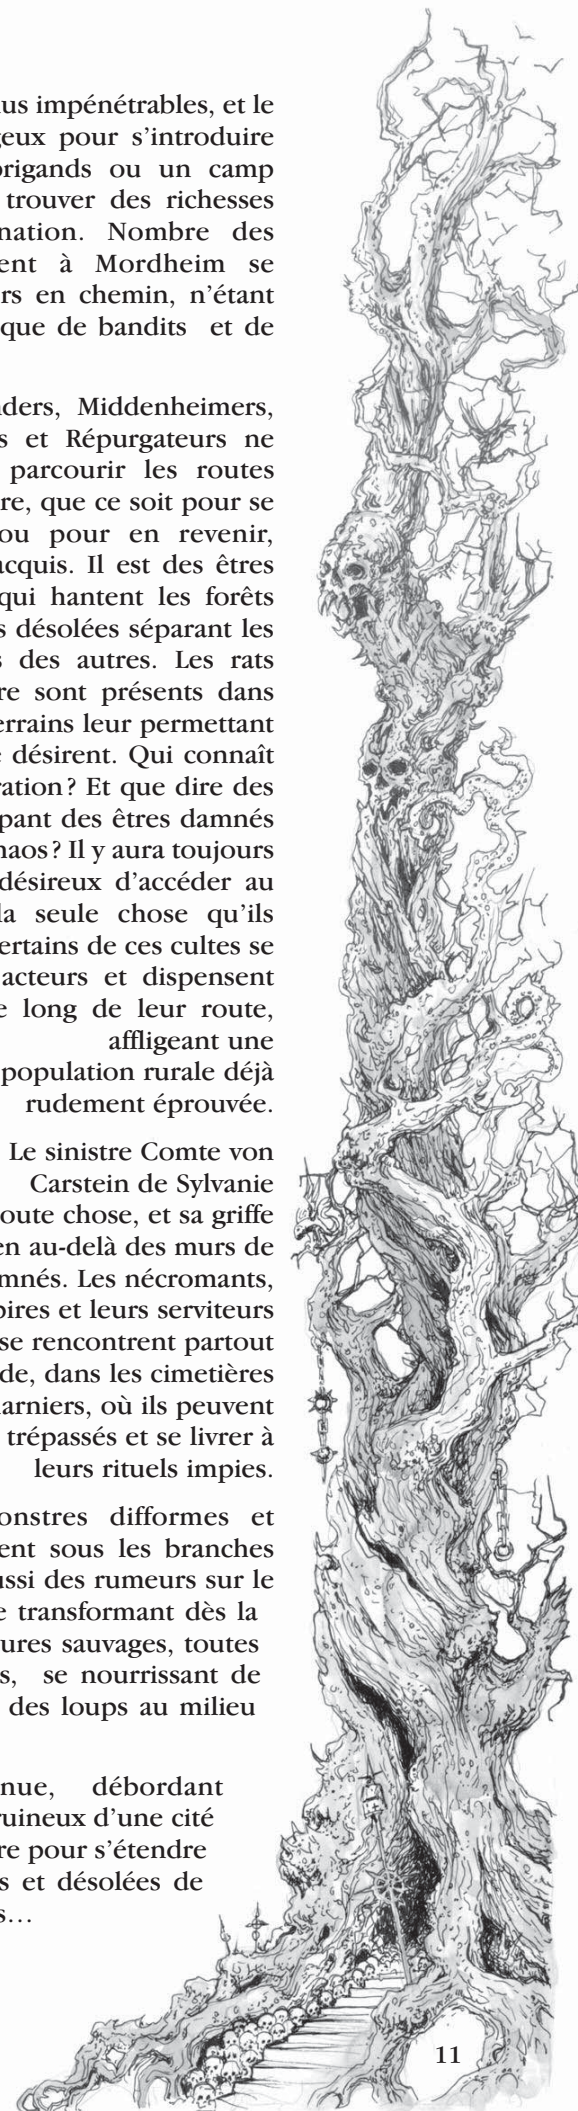 lus impénétrables, et le
geux pour s'introduire
brigands ou un camp
trouver des richesses
nation. Nombre des
ent à Mordheim se
rs en chemin, n'étant
que de bandits et de
nders, Middenheimers,
s et Répurgateurs ne
parcourir les routes
re, que ce soit pour se
ou pour en revenir,
acquis. Il est des êtres
qui hantent les forêts
s désolées séparant les
s des autres. Les rats
re sont présents dans
errains leur permettant
e désirent. Qui connaît
ration ? Et que dire des
pant des êtres damnés
haos ? Il y aura toujours
désireux d'accéder au
la seule chose qu'ils
ertains de ces cultes se
acteurs et dispensent
e long de leur route,
affligeant une
population rurale déjà
rudement éprouvée.
Le sinistre Comte von
Carstein de Sylvanie
oute chose, et sa griffe
en au-delà des murs de
mnés. Les nécromants,
pires et leurs serviteurs
se rencontrent partout
de, dans les cimetières
harniers, où ils peuvent
trépassés et se livrer à
leurs rituels impies.
onstres difformes et
ent sous les branches
ussi des rumeurs sur le
e transformant dès la
tures sauvages, toutes
s, se nourrissant de
des loups au milieu
nue, débordant
ruineux d'une cité
re pour s'étendre
s et désolées de
s…
11